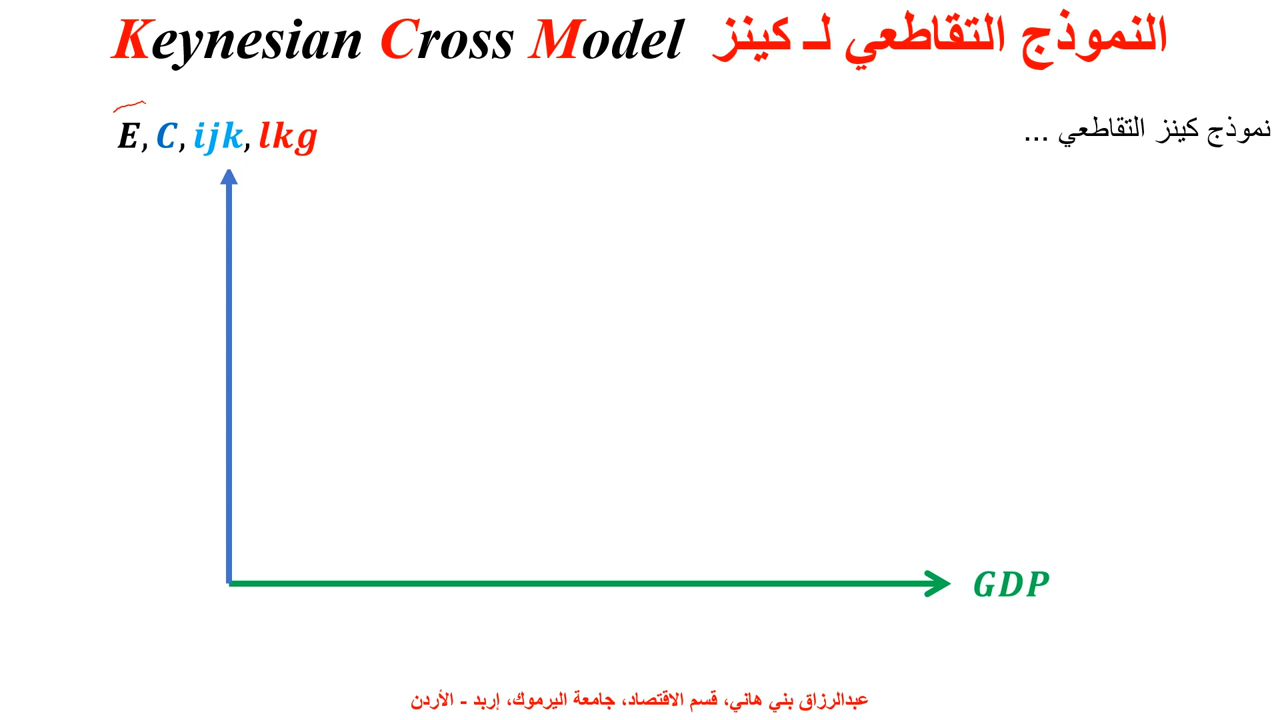 Keynesian Cross Model النموذج التقاطعي لـ كينز
E, C, ijk, lkg
نموذج كينز التقاطعي ...
GDP
عبدالرزاق بني هاني، قسم الاقتصاد، جامعة اليرموك، إربد - الأردن